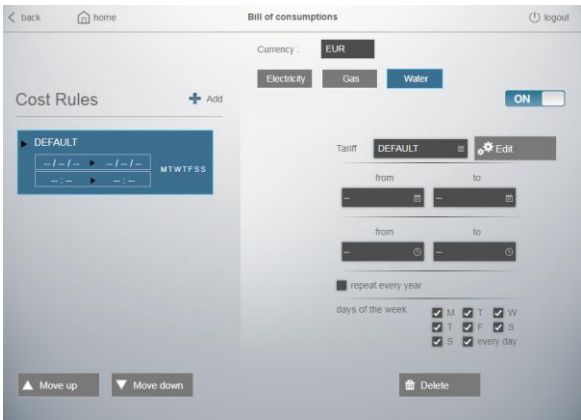 back
home
Bill of consumptions
logout
Currency :
EUR
Electricity
Gas
Water
Cost Rules
Add
ON
DEFAULT
--/--/-- --/--/--
--:-- --:--
MTWTFSS
Tariff
DEFAULT
Edit
from
to
--
--
from
to
--
--
repeat every year
days of the week
M T W
T F S
S every day
Move up
Move down
Delete